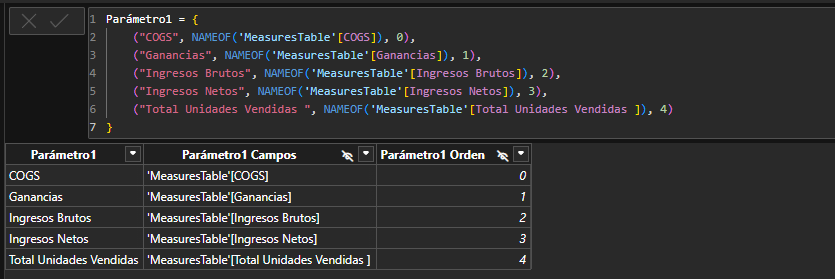 1 Parámetro1 = {
2 ("COGS", NAMEOF('MeasuresTable'[COGS]), 0),
3 ("Ganancias", NAMEOF('MeasuresTable'[Ganancias]), 1),
4 ("Ingresos Brutos", NAMEOF('MeasuresTable'[Ingresos Brutos]), 2),
5 ("Ingresos Netos", NAMEOF('MeasuresTable'[Ingresos Netos]), 3),
6 ("Total Unidades Vendidas ", NAMEOF('MeasuresTable'[Total Unidades Vendidas ]), 4)
7 }
Parámetro1 Parámetro1 Campos Parámetro1 Orden
COGS 'MeasuresTable'[COGS] 0
Ganancias 'MeasuresTable'[Ganancias] 1
Ingresos Brutos 'MeasuresTable'[Ingresos Brutos] 2
Ingresos Netos 'MeasuresTable'[Ingresos Netos] 3
Total Unidades Vendidas 'MeasuresTable'[Total Unidades Vendidas ] 4